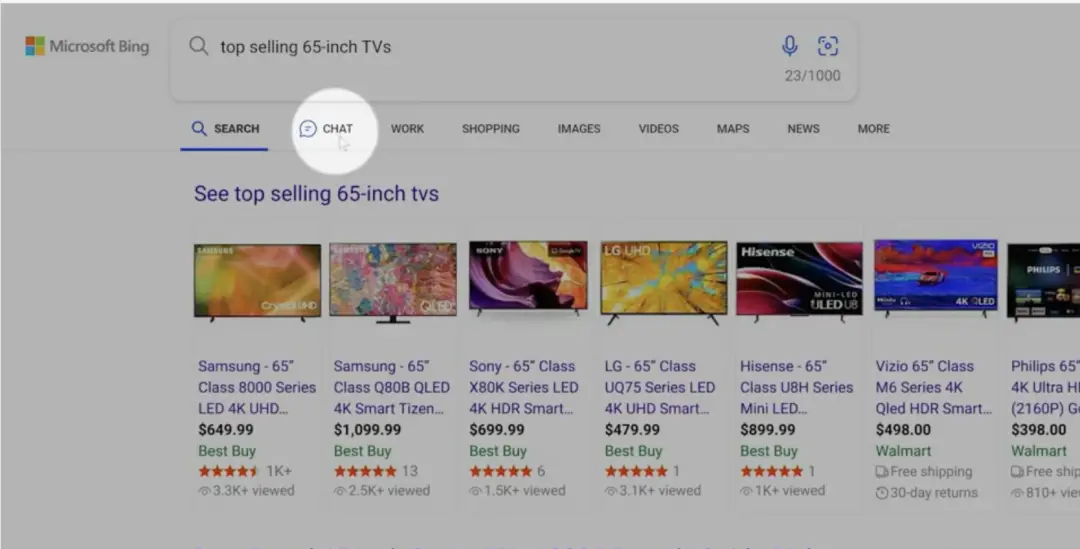 Microsoft Bing
top selling 65-inch TVs
23/1000
SEARCH CHAT WORK SHOPPING IMAGES VIDEOS MAPS NEWS MORE
See top selling 65-inch tvs
SAMSUNG
Crystal UHD
SAMSUNG
QLED
SONY
Google TV
LG UHD
Hisense
MINI-LED
ULED U8
VIZIO
4K QLED
PHILIPS
Samsung - 65”
Class 8000 Series
LED 4K UHD...
$649.99
Best Buy
1K+
3.3K+ viewed
Samsung - 65”
Class Q80B QLED
4K Smart Tizen...
$1,099.99
Best Buy
13
2.5K+ viewed
Sony - 65” Class
X80K Series LED
4K HDR Smart...
$699.99
Best Buy
6
1.5K+ viewed
LG - 65” Class
UQ75 Series LED
4K UHD Smart...
$479.99
Best Buy
1
3.1K+ viewed
Hisense - 65”
Class U8H Series
Mini LED...
$899.99
Best Buy
1
1K+ viewed
Vizio 65” Class
M6 Series 4K
Qled HDR Smart...
$498.00
Walmart
Free shipping
30-day returns
Philips 65”
4K Ultra H
(2160P) G
$398.00
Walmart
Free ship
810+ view